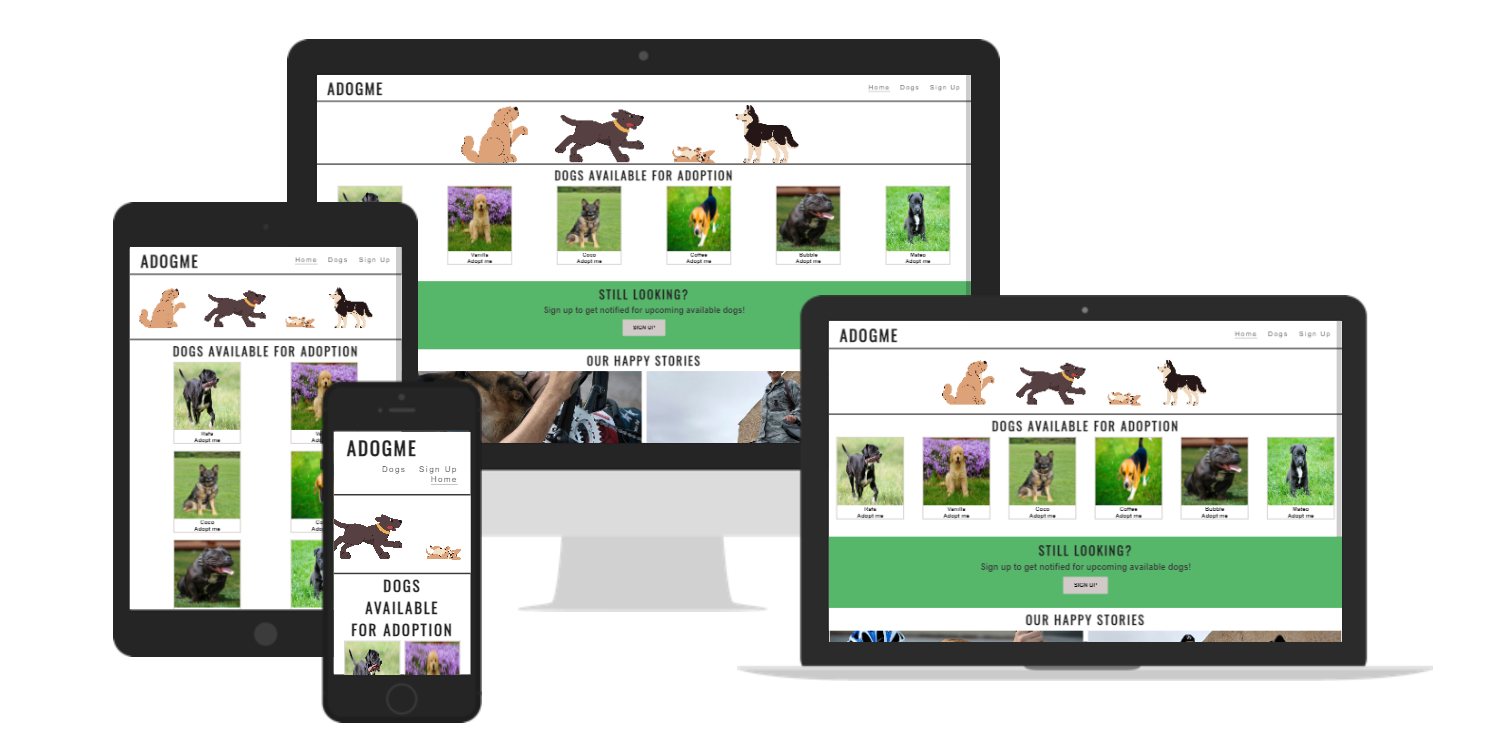 ADOGME
Home Dogs Sign Up
DOGS AVAILABLE FOR ADOPTION
Vanilla Coco Coffee Bubble Mateo
Adopt me Adopt me Adopt me Adopt me Adopt me
STILL LOOKING?
Sign up to get notified for upcoming available dogs!
SIGN UP
OUR HAPPY STORIES
ADOGME
Home Dogs Sign Up
DOGS AVAILABLE FOR ADOPTION
Adopt me
Coco
Adopt me
ADOGME
Dogs Sign Up
Home
DOGS
AVAILABLE
FOR ADOPTION
ADOGME
Home Dogs Sign Up
DOGS AVAILABLE FOR ADOPTION
Vanilla Coco Coffee Bubble Mateo
Adopt me Adopt me Adopt me Adopt me Adopt me Adopt me
STILL LOOKING?
Sign up to get notified for upcoming available dogs!
SIGN UP
OUR HAPPY STORIES